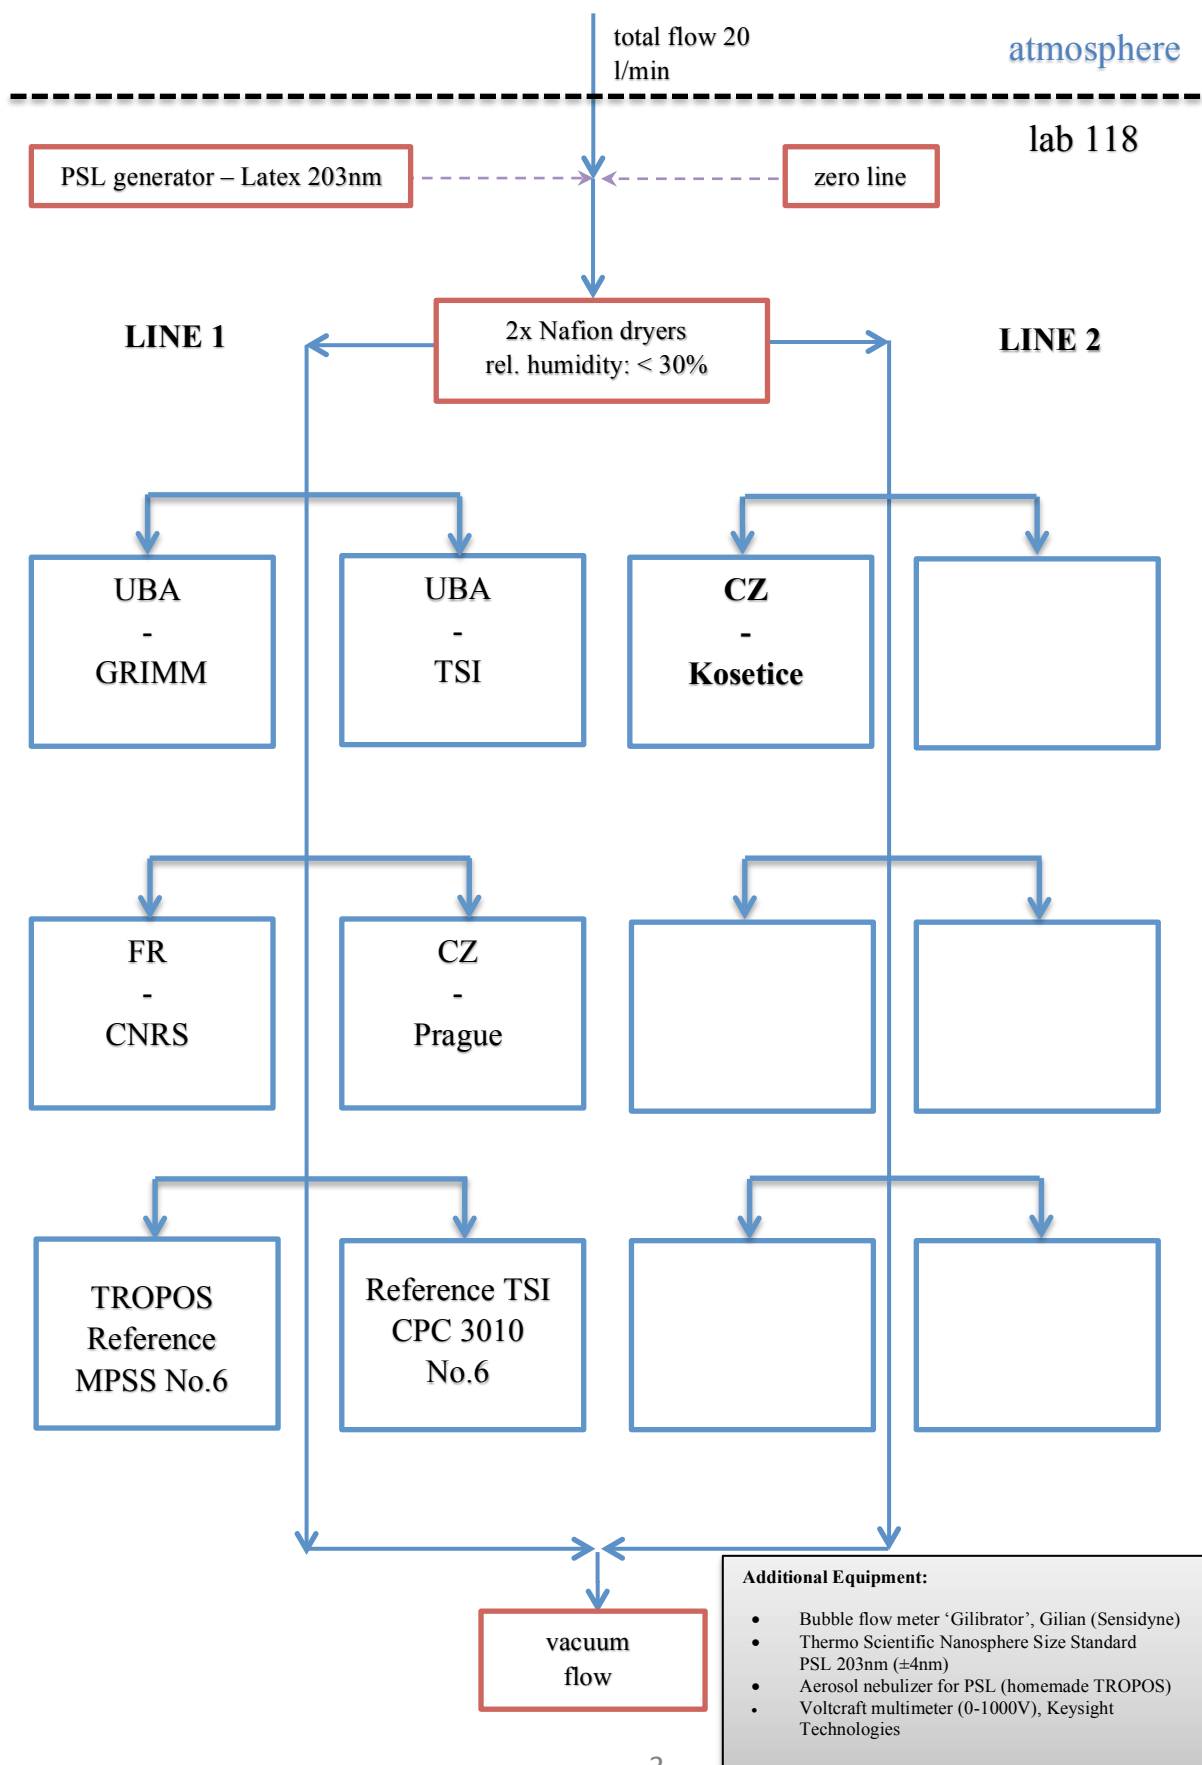 total flow 20
l/min
atmosphere
lab 118
PSL generator – Latex 203nm
zero line
LINE 1
2x Nafion dryers
rel. humidity: < 30%
LINE 2
UBA
-
GRIMM
UBA
-
TSI
CZ
-
Kosetice
FR
-
CNRS
CZ
-
Prague
TROPOS
Reference
MPSS No.6
Reference TSI
CPC 3010
No.6
vacuum
flow
Additional Equipment:
• Bubble flow meter ‘Gilibrator’, Gilian (Sensidyne)
• Thermo Scientific Nanosphere Size Standard
PSL 203nm (±4nm)
• Aerosol nebulizer for PSL (homemade TROPOS)
• Voltcraft multimeter (0-1000V), Keysight
Technologies